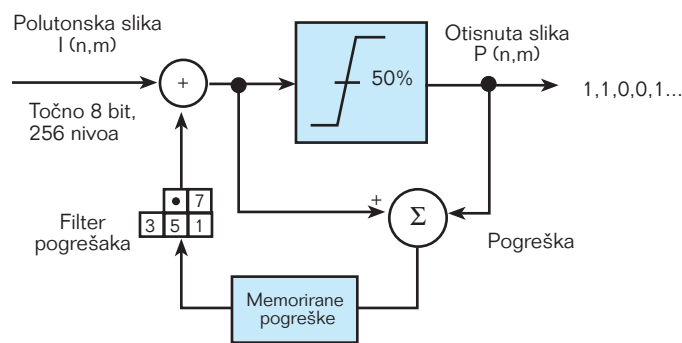 Polutonska slika
I (n,m)
Točno 8 bit,
256 nivoa
+
50%
Otisnuta slika
P (n,m)
1,1,0,0,1...
7
3 5 1
Filter
pogrešaka
+
Σ
Pogreška
Memorirane
pogreške